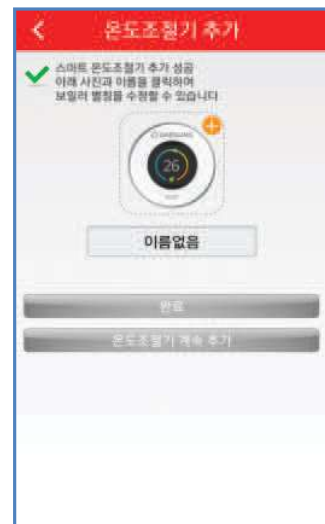 온도조절기 추가
스마트 온도조절기 추가 성공
아래 사진과 이름을 클릭하여
보일러 별칭을 수정할 수 있습니다
26
이름없음
완료
온도조절기 계속 추가